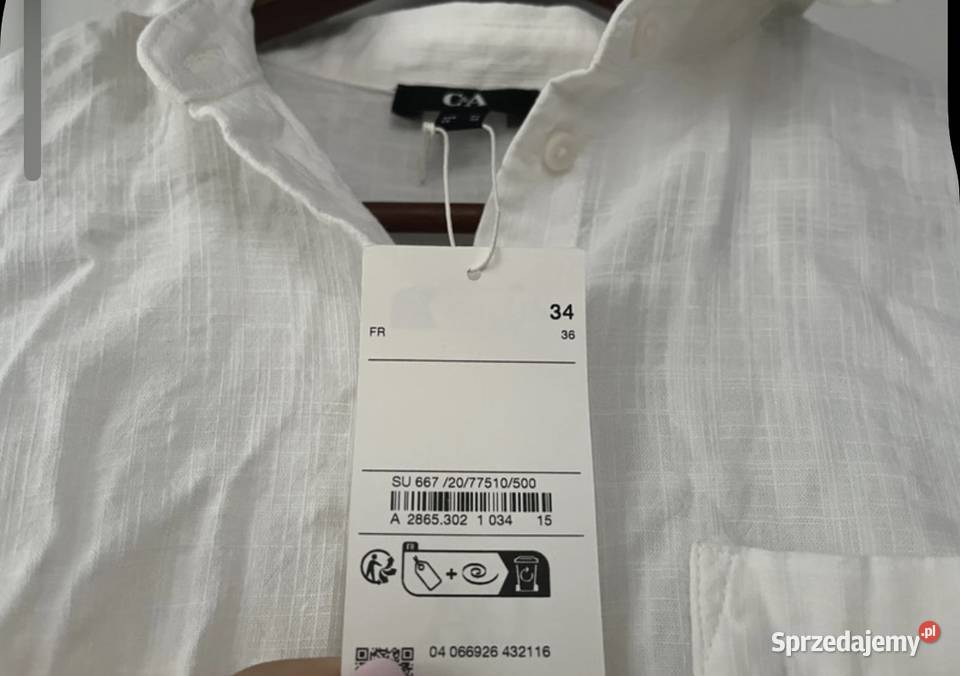 C&A
34
FR 36
SU 667 /20/77510/500
A 2865.302 1 034 15
FR
04 066926 432116
Sprzedajemy.pl